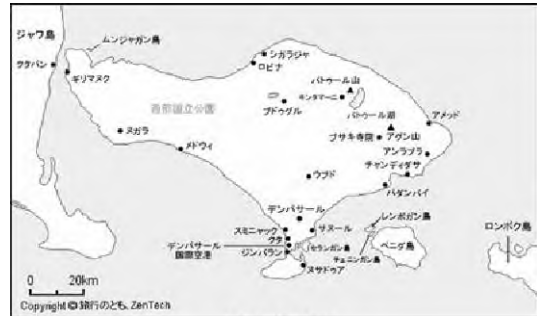 ジャワ島
ムンジャガン島
ギリマヌク
シガラジャ
ロビナ
バトゥール山
キンタマーニ
ブドゥグル
西部国立公園
バトゥール湖
アメッド
ブサキ寺院
アグン山
ヌガラ
メドウィ
アンラプラ
チャンディダサ
ウブド
パダンバイ
デンパサール
スミニャック
サヌール
レンボガン島
クタ
デンパサール
国際空港
ペニダ島
ロンボク島
ジンバラン
チュニンガン島
ヌサドゥア
0 20km
Copyright © 旅行のとも、ZenTech